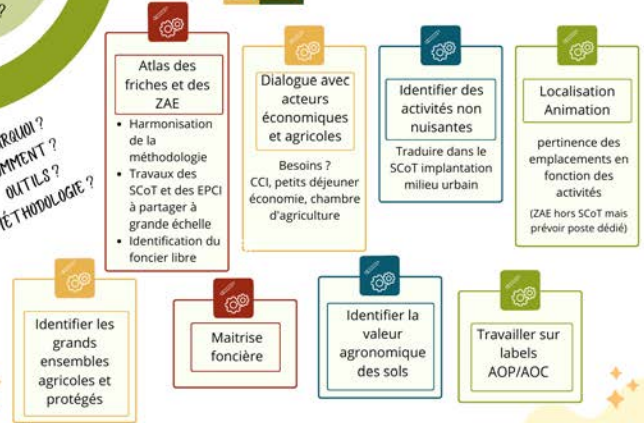 ?
Atlas des
friches et des
ZAE
• Harmonisation
de la
méthodologie
• Travaux des
SCoT et des EPCI
à partager à
grande échelle
• Identification du
foncier libre
Dialogue avec
acteurs
économiques
et agricoles
Besoins ?
CCI, petits déjeuner
économie, chambre
d'agriculture
Identifier des
activités non
nuisantes
Traduire dans le
SCoT implantation
milieu urbain
Localisation
Animation
pertinence des
emplacements en
fonction des
activités
(ZAE hors SCoT mais
prévoir poste dédié)
OUTILS ?
Identifier les
grands
ensembles
agricoles et
protégés
Maitrise
foncière
Identifier la
valeur
agronomique
des sols
Travailler sur
labels
AOP/AOC